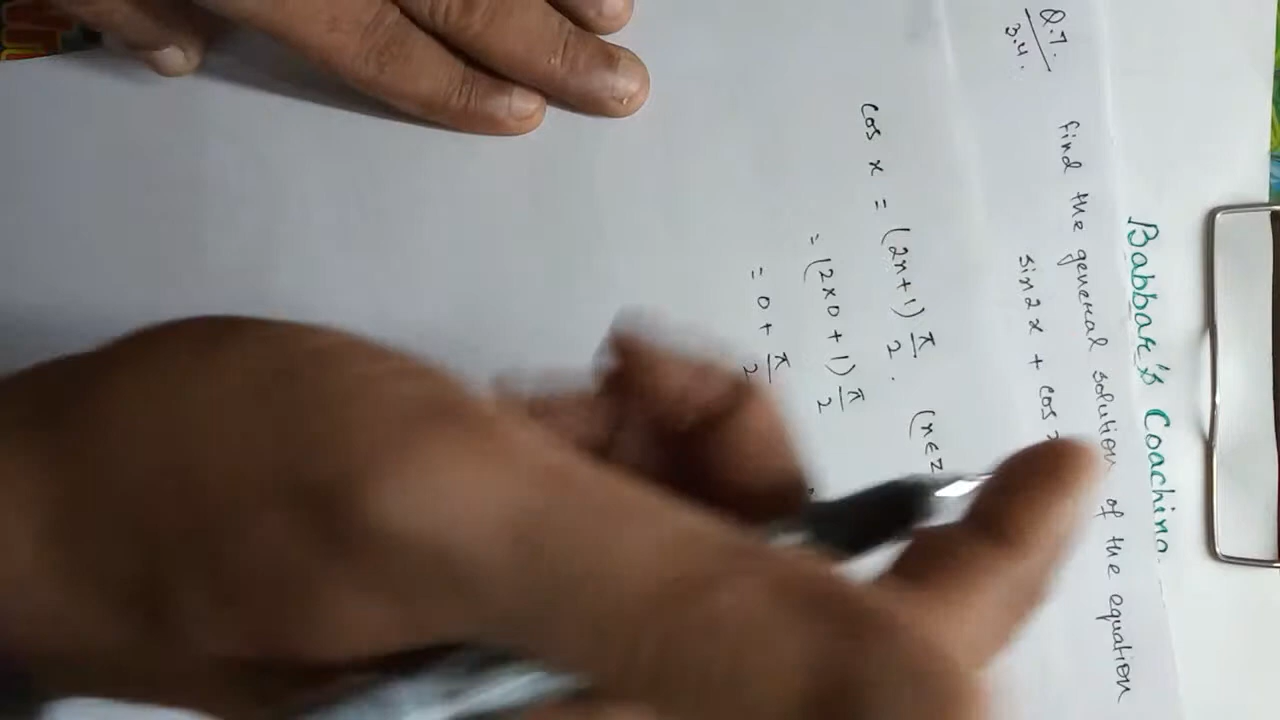 Babbar's Coaching.
Q.7. find the general solution of the equation
3.4.
sin2x + cos
cos x = (2n+1) π/2. (n∈Z
= (2×0+1) π/2
= 0 + π/2